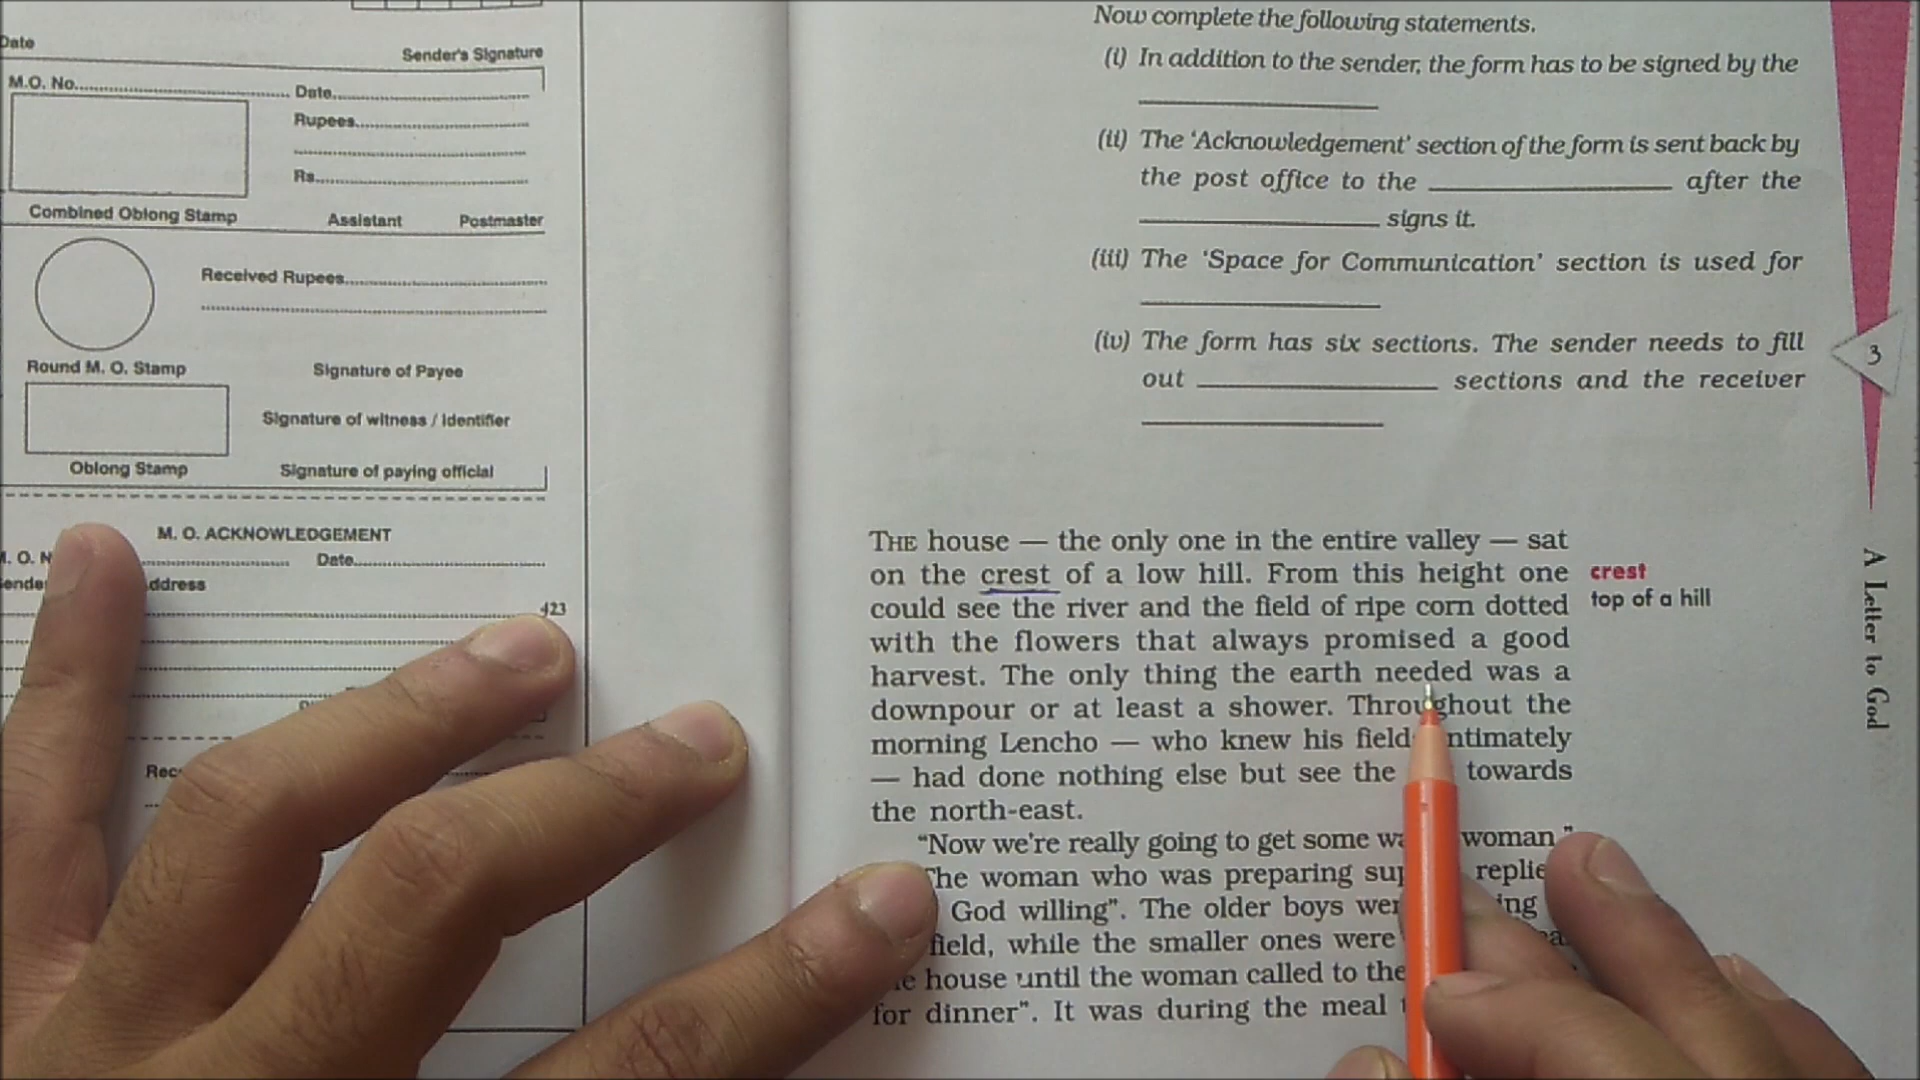 Date
Sender's Signature
M.O. No.
Date
Rupees
Rs
Combined Oblong Stamp Assistant Postmaster
Received Rupees
Round M. O. Stamp Signature of Payee
Signature of witness / Identifier
Oblong Stamp Signature of paying official
M. O. ACKNOWLEDGEMENT
Date
423
Now complete the following statements.
(i) In addition to the sender, the form has to be signed by the
(ii) The 'Acknowledgement' section of the form is sent back by
the post office to the after the
signs it.
(iii) The 'Space for Communication' section is used for
(iv) The form has six sections. The sender needs to fill
out sections and the receiver
3
A Letter to God
THE house — the only one in the entire valley — sat
on the crest of a low hill. From this height one
could see the river and the field of ripe corn dotted
with the flowers that always promised a good
harvest. The only thing the earth needed was a
downpour or at least a shower. Throughout the
morning Lencho — who knew his fields intimately
— had done nothing else but see the towards
the north-east.
crest
top of a hill
"Now we're really going to get some woman."
The woman who was preparing
God willing". The older boys
field, while the smaller ones were
house until the woman called to
for dinner". It was during the meal